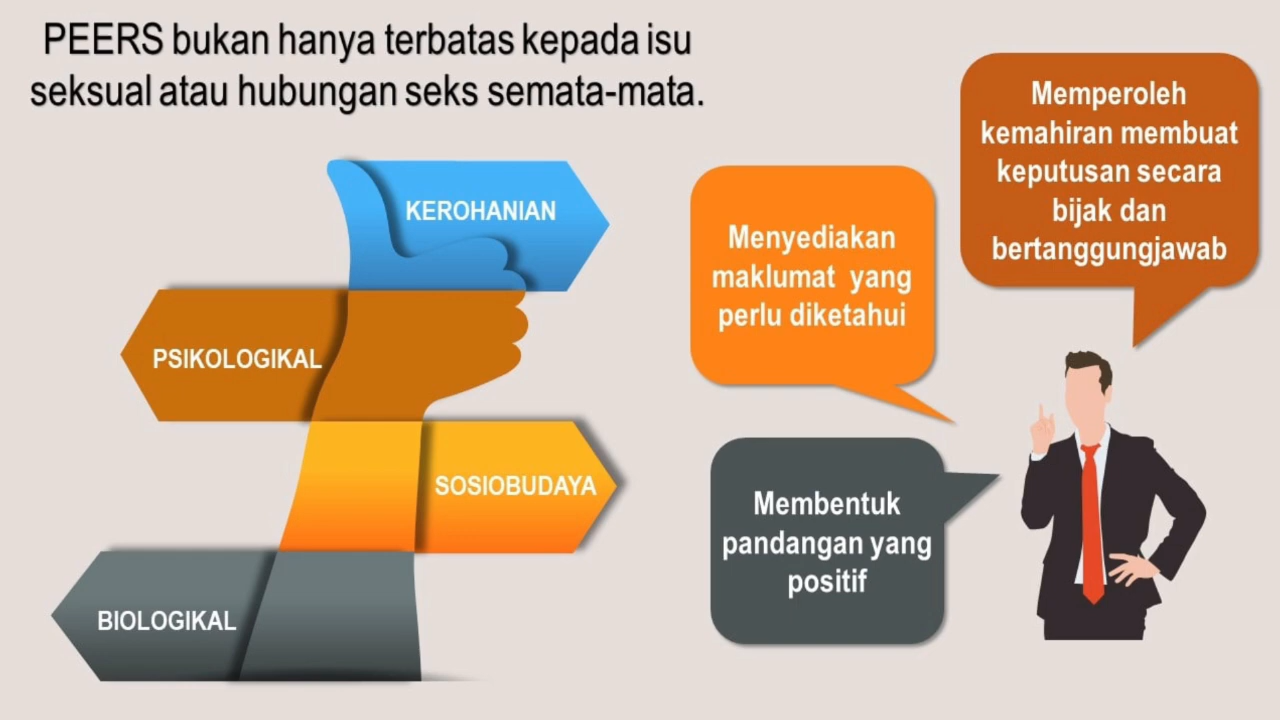 PEERS bukan hanya terbatas kepada isu
seksual atau hubungan seks semata-mata.
KEROHANIAN
PSIKOLOGIKAL
SOSIOBUDAYA
BIOLOGIKAL
Menyediakan
maklumat yang
perlu diketahui
Memperoleh
kemahiran membuat
keputusan secara
bijak dan
bertanggungjawab
Membentuk
pandangan yang
positif